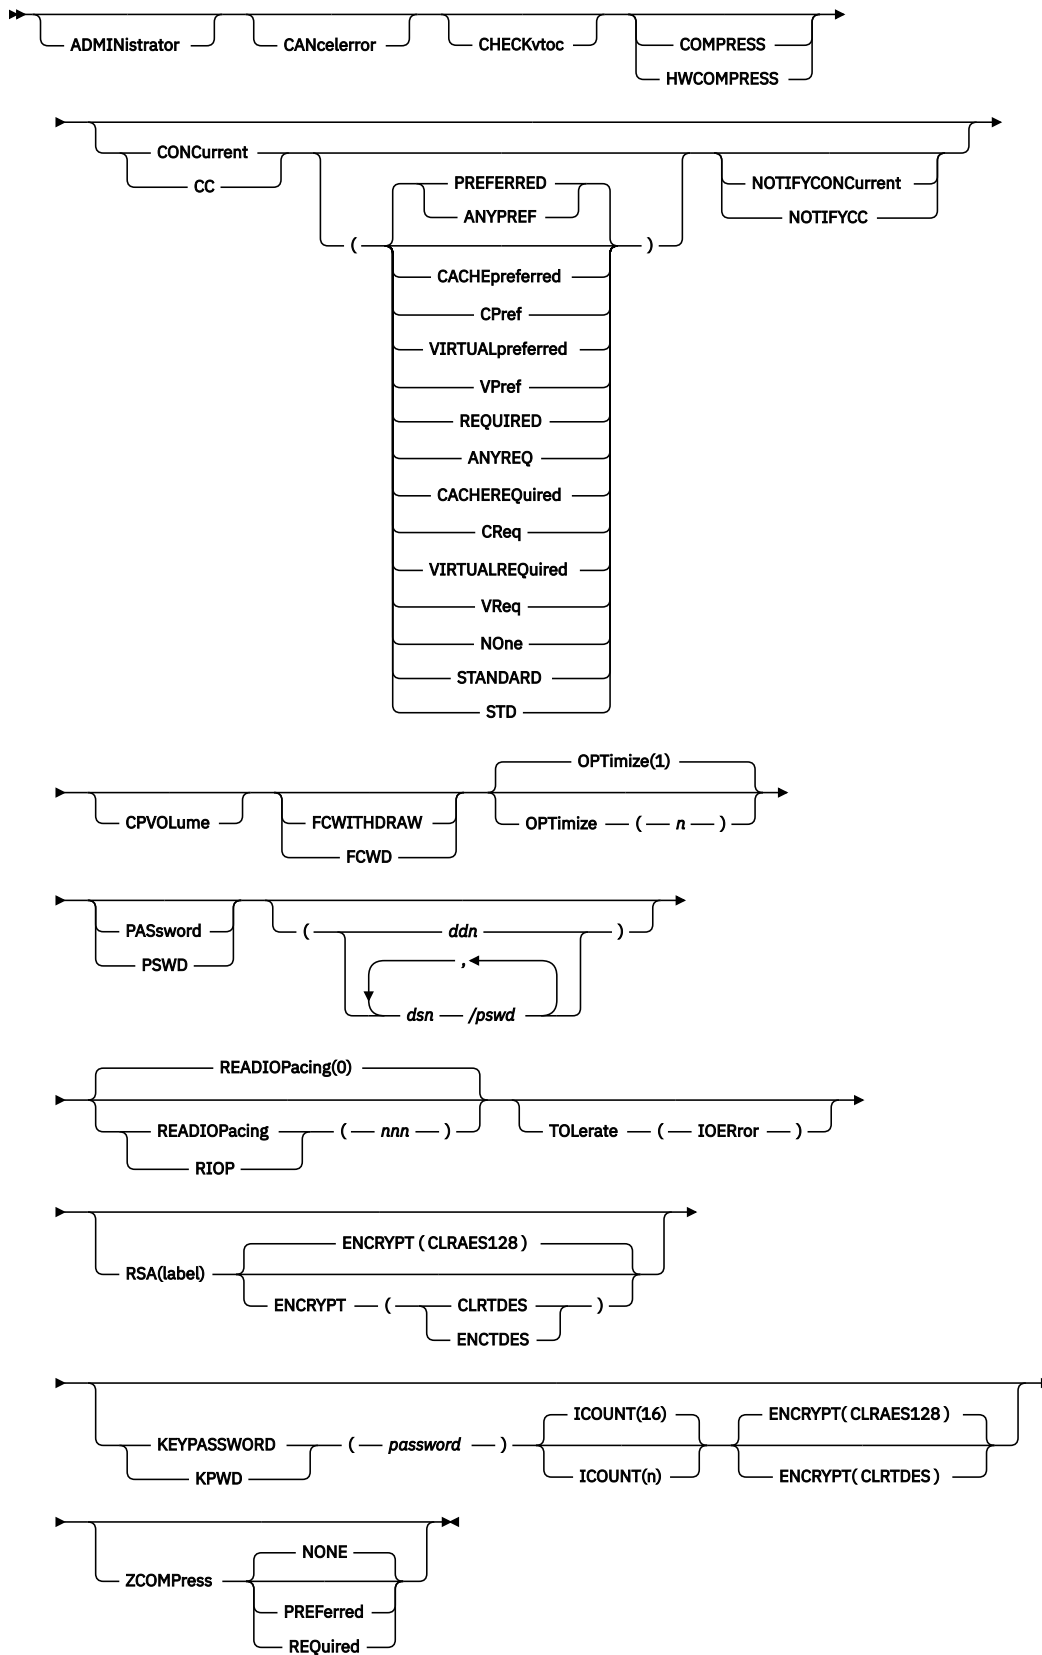 ADMINistrator CANcelerror CHECKvtoc COMPRESS
HWCOMPRESS
CONCurrent
CC
PREFERRED
ANYPREF
NOTIFYCONCurrent
NOTIFYCC
( )
CACHEpreferred
CPref
VIRTUALpreferred
VPref
REQUIRED
ANYREQ
CACHEREQuired
CReq
VIRTUALREQuired
VReq
NOne
STANDARD
STD
OPTimize(1)
CPVOLume FCWITHDRAW OPTimize ( n )
FCWD
PASsword ( ddn )
PSWD
,
dsn /pswd
READIOPacing(0)
READIOPacing ( nnn ) TOLerate ( IOERror )
RIOP
ENCRYPT ( CLRAES128 )
RSA(label)
ENCRYPT ( CLRTDES )
ENCTDES
ICOUNT(16) ENCRYPT( CLRAES128 )
KEYPASSWORD ( password )
KPWD ICOUNT(n) ENCRYPT( CLRTDES )
NONE
ZCOMPress
PREFerred
REQuired